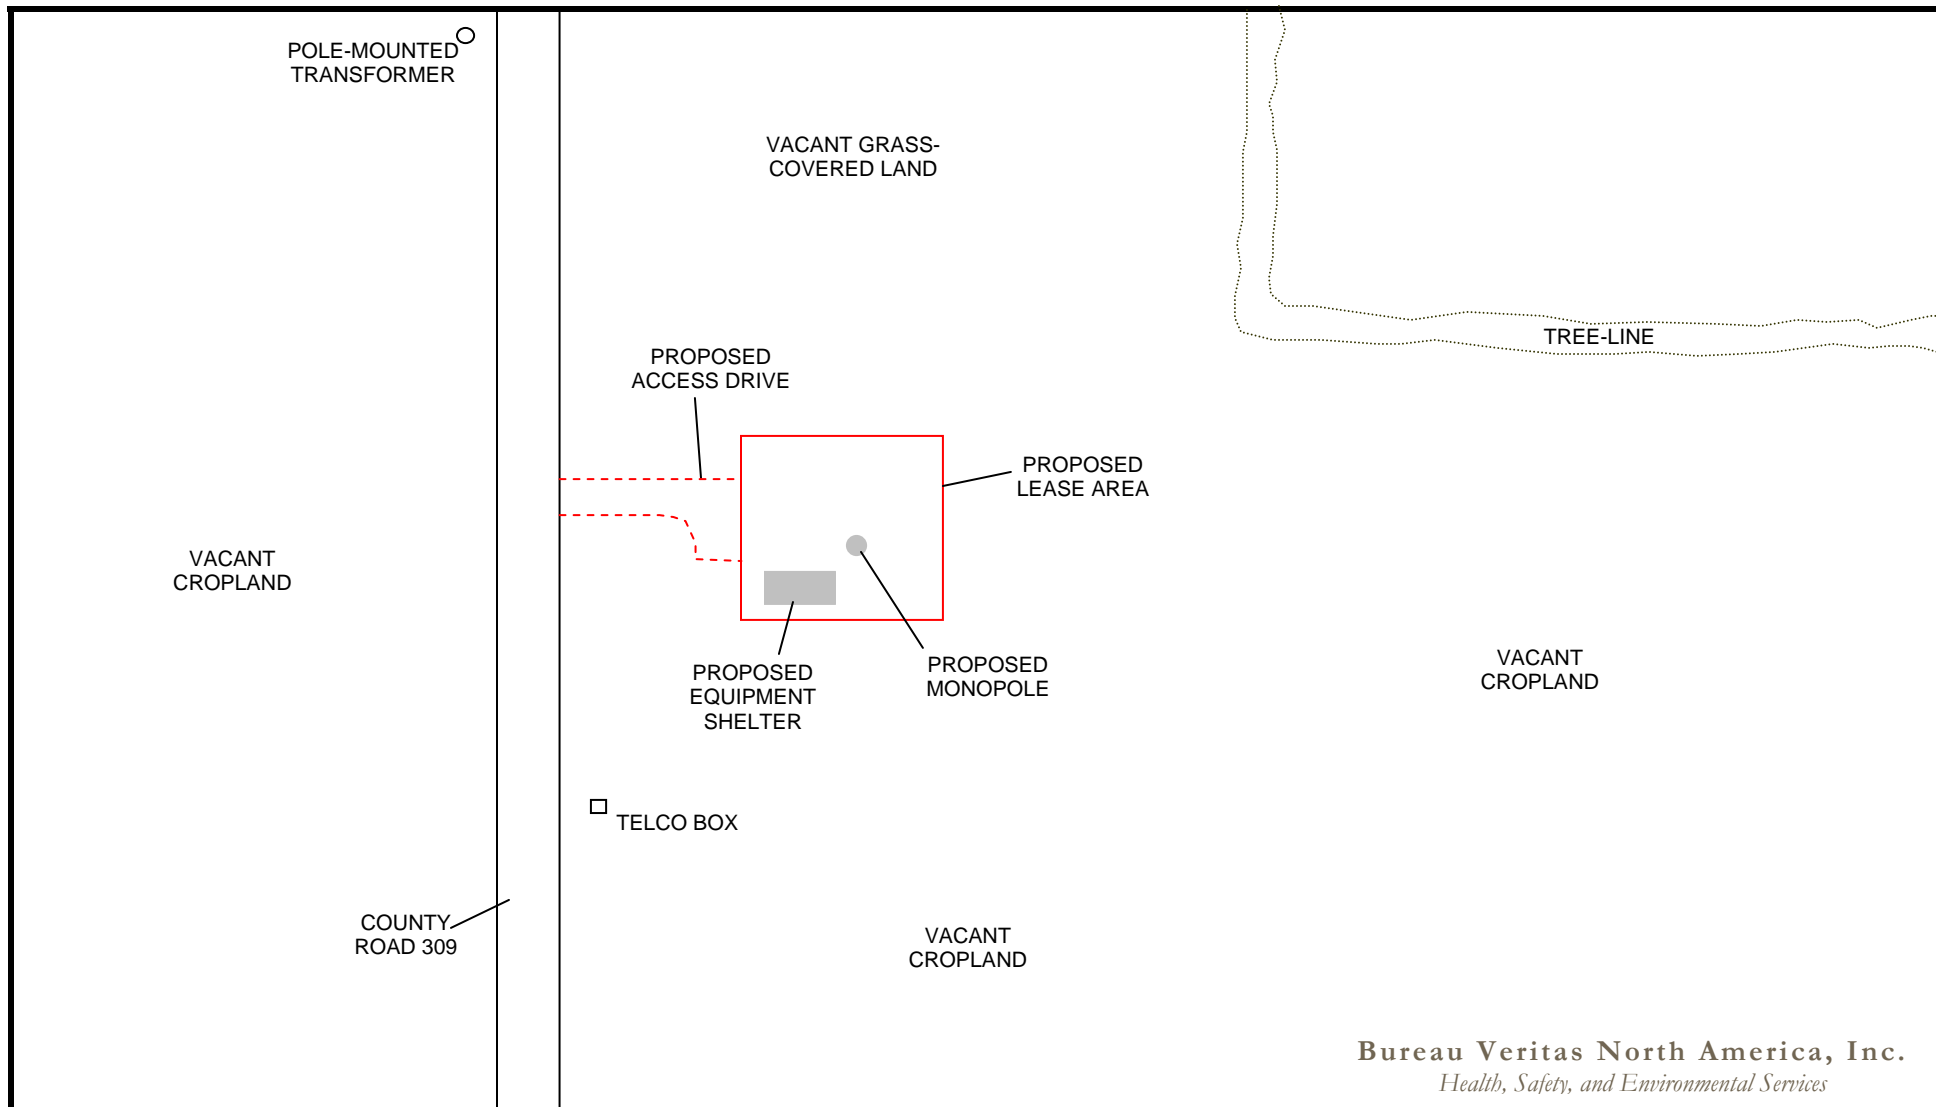 POLE-MOUNTED
TRANSFORMER
VACANT GRASS-
COVERED LAND
TREE-LINE
PROPOSED
ACCESS DRIVE
PROPOSED
LEASE AREA
VACANT
CROPLAND
PROPOSED
EQUIPMENT
SHELTER
PROPOSED
MONOPOLE
VACANT
CROPLAND
TELCO BOX
COUNTY
ROAD 309
VACANT
CROPLAND
Bureau Veritas North America, Inc.
Health, Safety, and Environmental Services